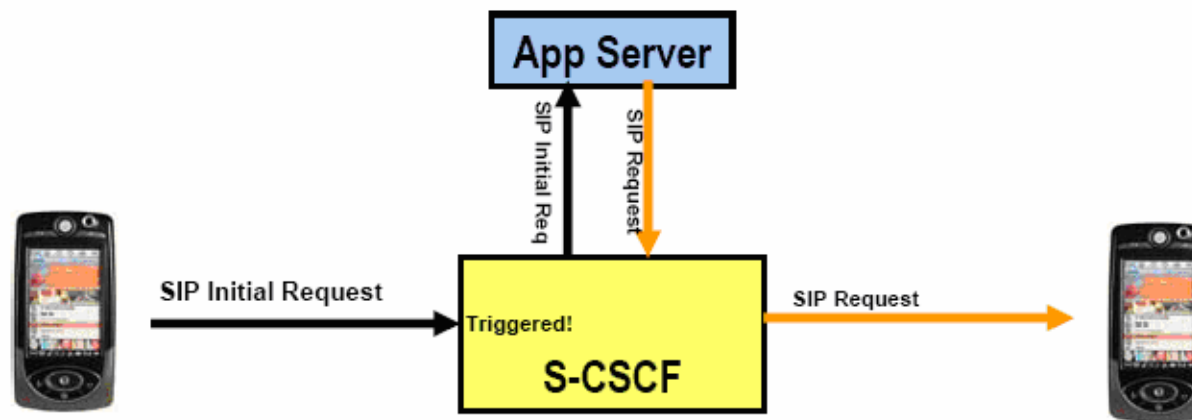 App Server
SIP Initial Req
SIP Request
SIP Initial Request
Triggered!
S-CSCF
SIP Request